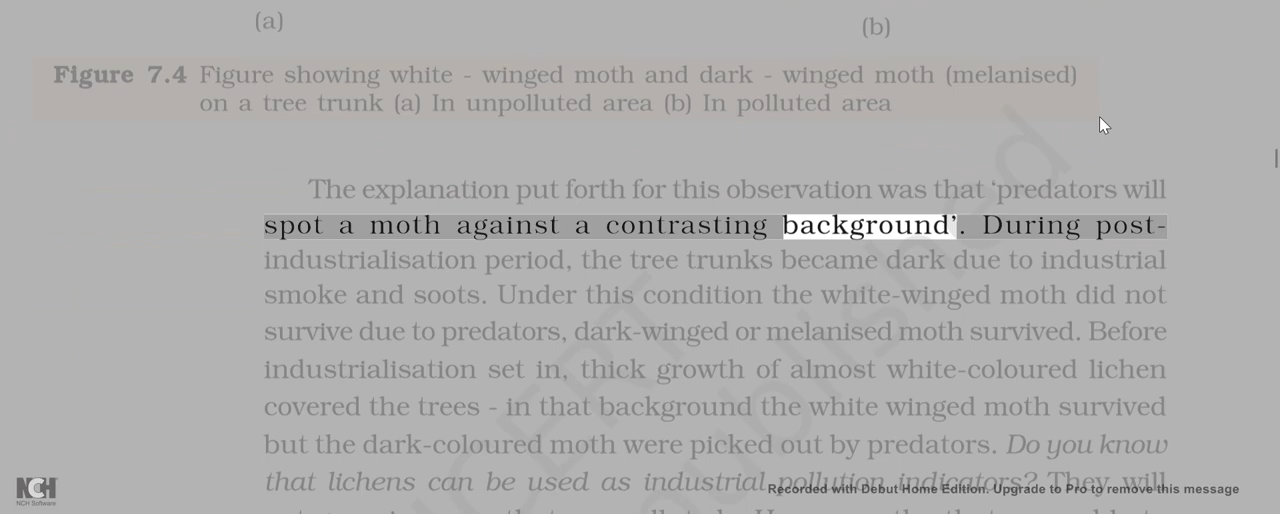 (a)
(b)
Figure 7.4 Figure showing white - winged moth and dark - winged moth (melanised)
on a tree trunk (a) In unpolluted area (b) In polluted area
The explanation put forth for this observation was that ‘predators will
spot a moth against a contrasting background’. During post-
industrialisation period, the tree trunks became dark due to industrial
smoke and soots. Under this condition the white-winged moth did not
survive due to predators, dark-winged or melanised moth survived. Before
industrialisation set in, thick growth of almost white-coloured lichen
covered the trees - in that background the white winged moth survived
but the dark-coloured moth were picked out by predators. Do you know
that lichens can be used as industrial pollution indicators? They will
NCH
NCH Software
Recorded with Debut Home Edition. Upgrade to Pro to remove this message